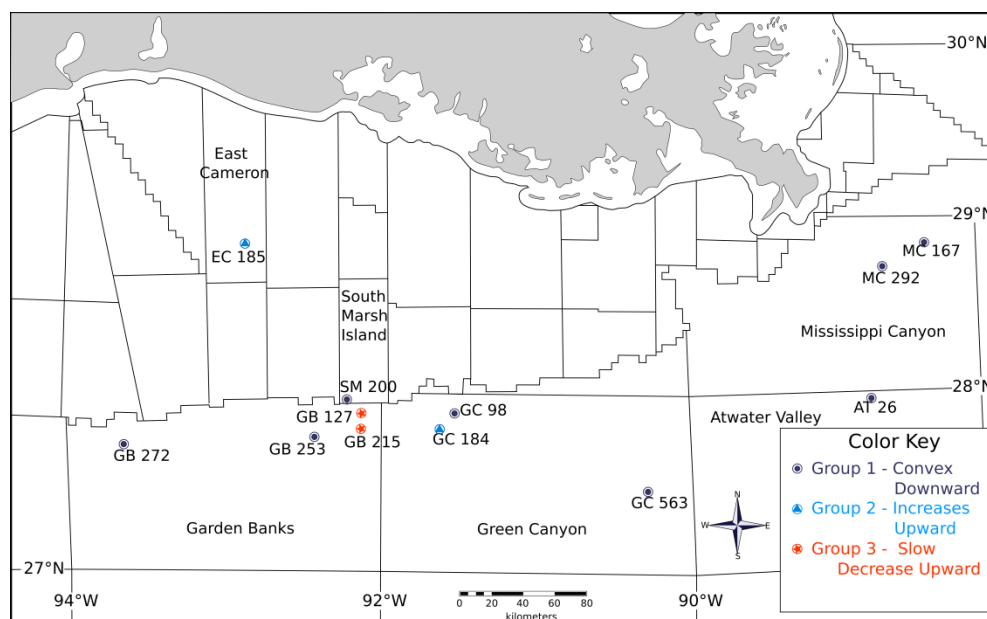 30°N
East
Cameron
29°N
EC 185
MC 167
MC 292
South
Marsh
Island
Mississippi Canyon
SM 200
28°N
GB 127
GC 98
AT 26
Atwater Valley
GB 272
GB 253
GB 215
GC 184
Color Key
Group 1 - Convex
Downward
GC 563
N
Group 2 - Increases
Upward
Garden Banks
Green Canyon
W
E
S
Group 3 - Slow
Decrease Upward
27°N
94°W
92°W
90°W
0 20 40 60 80
kilometers